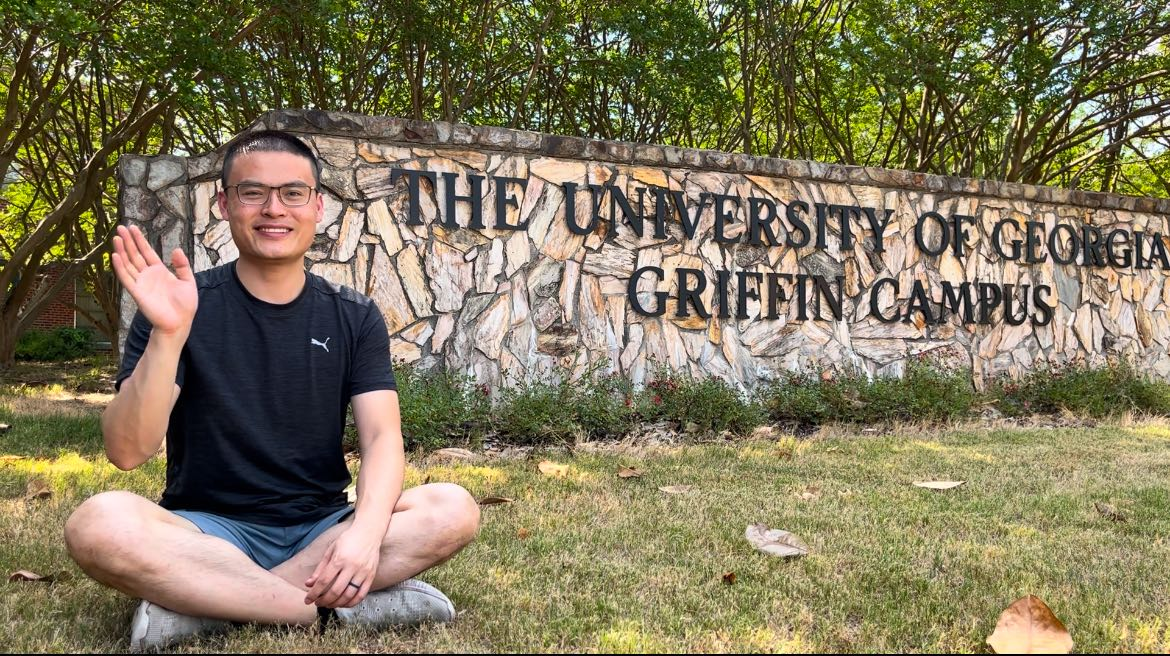 THE UNIVERSITY OF GEORGIA
GRIFFIN CAMPUS